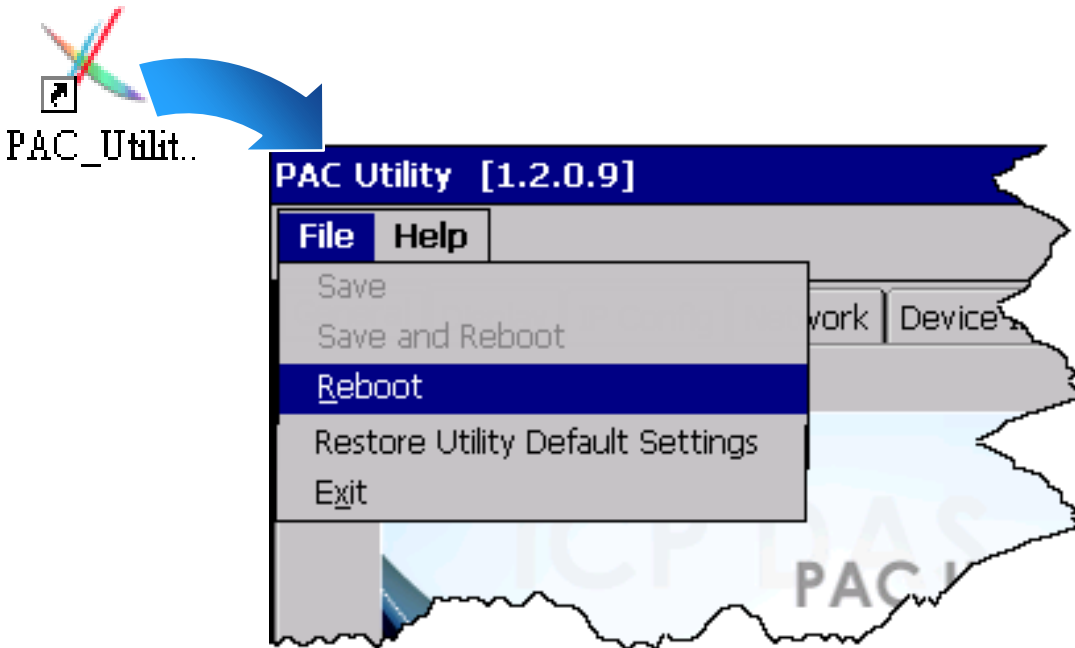 PAC_Utilit..
PAC Utility [1.2.0.9]
File Help
Save
Save and Reboot
vork Device
Reboot
Restore Utility Default Settings
Exit
ICP DAS
PAC